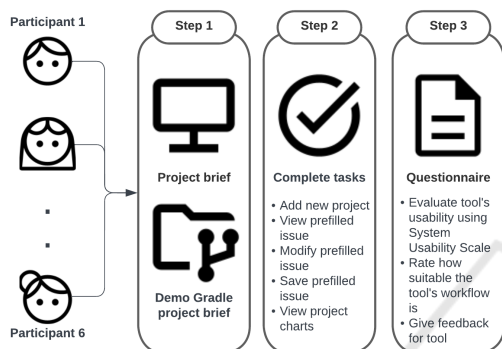 Participant 1
Participant 6
Step 1
Project brief
Demo Gradle
project brief
Step 2
Complete tasks
• Add new project
• View prefilled
issue
• Modify prefilled
issue
• Save prefilled
issue
• View project
charts
Step 3
Questionnaire
• Evaluate tool's
usability using
System
Usability Scale
• Rate how
suitable the
tool's workflow
is
• Give feedback
for tool